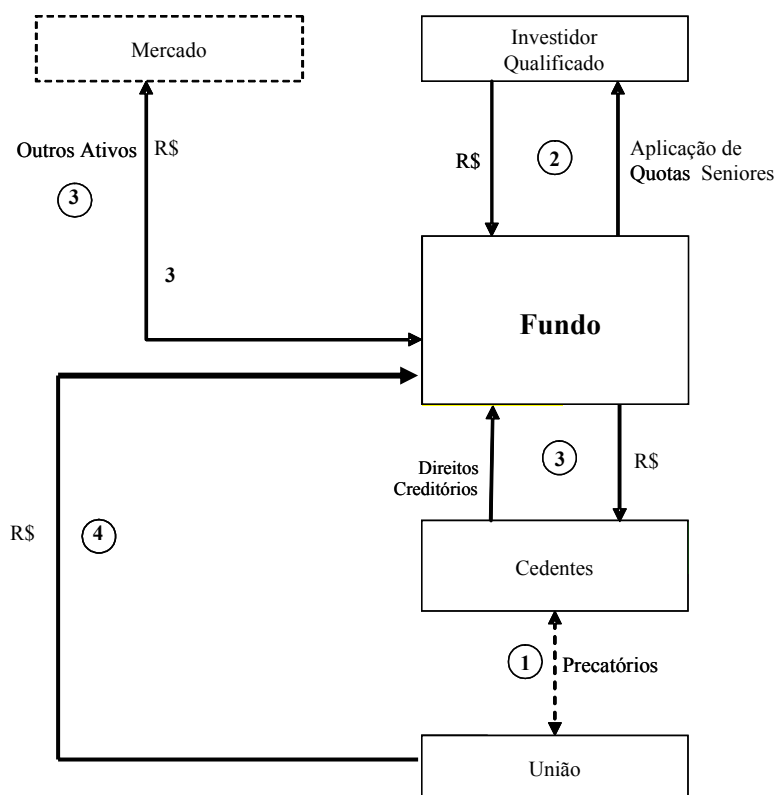 Mercado
Investidor
Qualificado
Outros Ativos
R$
3
R$
2
Aplicação de
Quotas Seniores
3
Fundo
Direitos
Creditórios
3
R$
R$
4
Cedentes
1
Precatórios
União